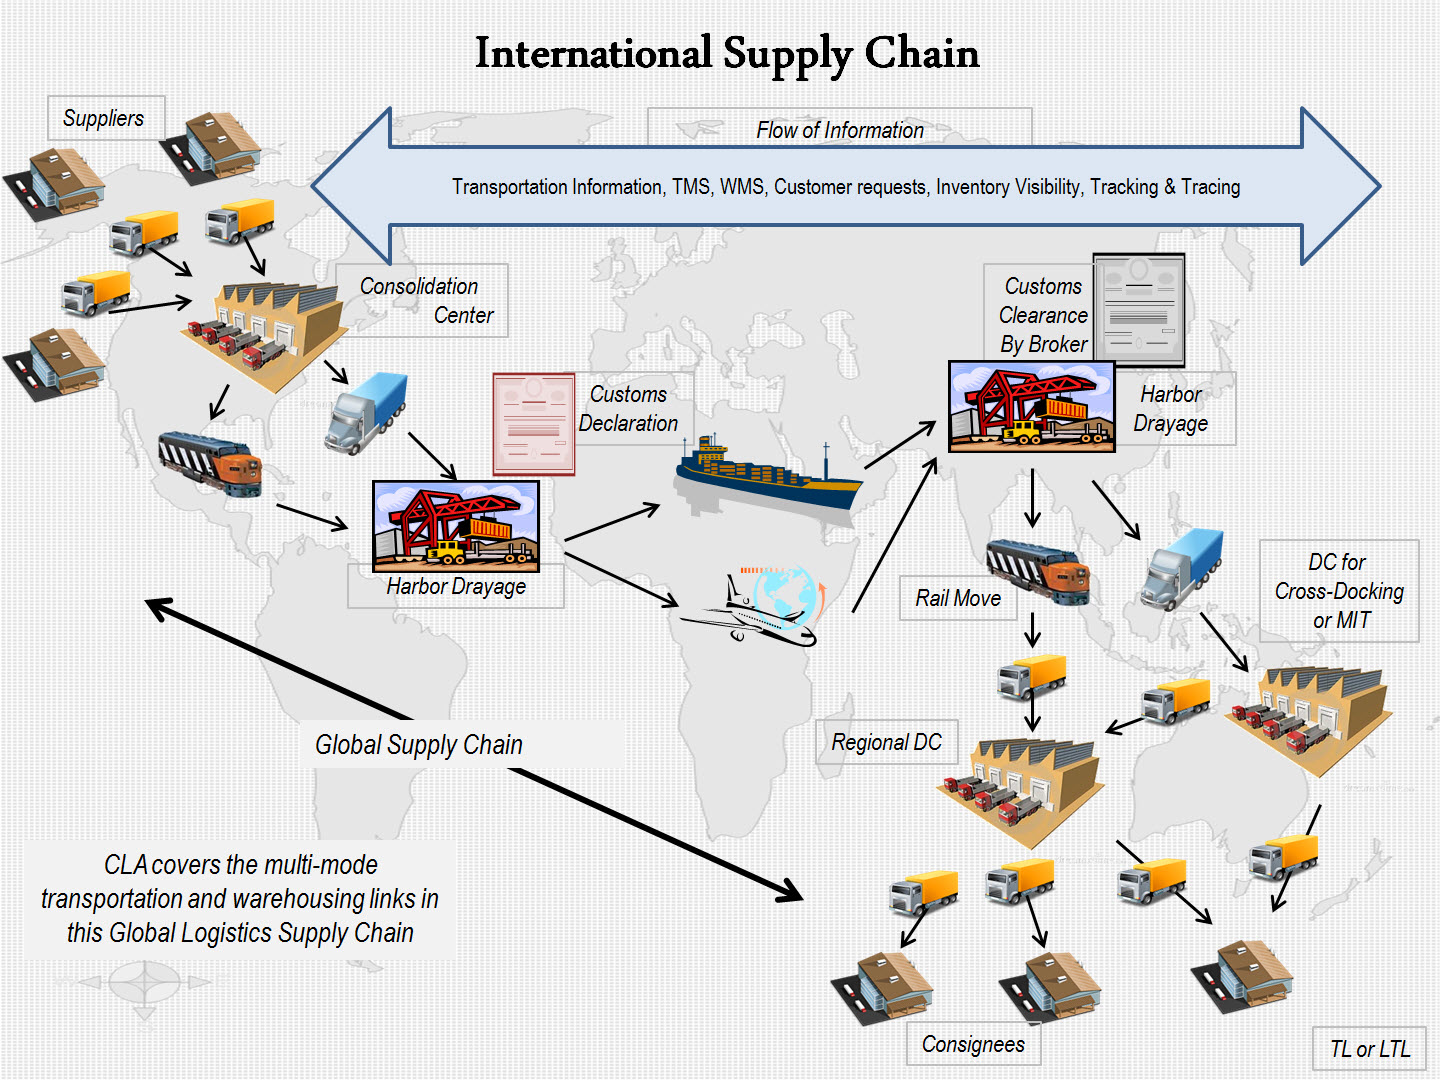 International Supply Chain
Suppliers
Flow of Information
Transportation Information, TMS, WMS, Customer requests, Inventory Visibility, Tracking & Tracing
Consolidation
Center
Customs
Clearance
By Broker
Customs
Declaration
Harbor
Drayage
Harbor Drayage
Rail Move
DC for
Cross-Docking
or MIT
Global Supply Chain
Regional DC
CLA covers the multi-mode
transportation and warehousing links in
this Global Logistics Supply Chain
Consignees
TL or LTL